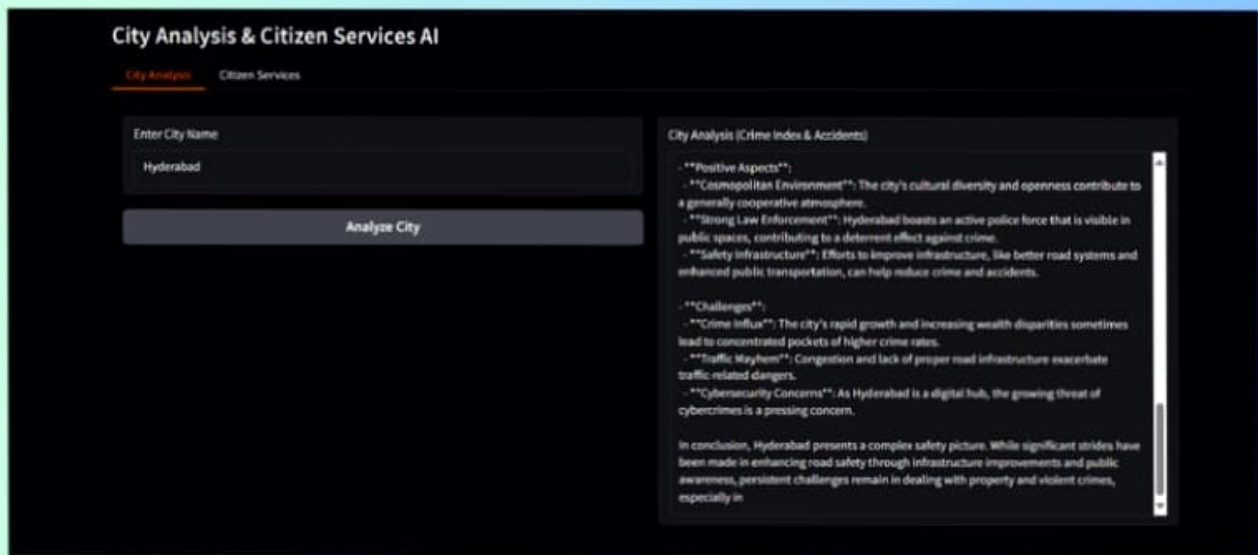 City Analysis & Citizen Services AI
City Analysis
Citizen Services
Enter City Name
Hyderabad
Analyze City
City Analysis (Crime Index & Accidents)
- **Positive Aspects**:
- **Cosmopolitan Environment**: The city's cultural diversity and openness contribute to
a generally cooperative atmosphere.
- **Strong Law Enforcement**: Hyderabad boasts an active police force that is visible in
public spaces, contributing to a deterrent effect against crime.
- **Safety Infrastructure**: Efforts to improve infrastructure, like better road systems and
enhanced public transportation, can help reduce crime and accidents.
- **Challenges**:
- **Crime Influx**: The city's rapid growth and increasing wealth disparities sometimes
lead to concentrated pockets of higher crime rates.
- **Traffic Mayhem**: Congestion and lack of proper road infrastructure exacerbate
traffic-related dangers.
- **Cybersecurity Concerns**: As Hyderabad is a digital hub, the growing threat of
cybercrimes is a pressing concern.
In conclusion, Hyderabad presents a complex safety picture. While significant strides have
been made in enhancing road safety through infrastructure improvements and public
awareness, persistent challenges remain in dealing with property and violent crimes,
especially in